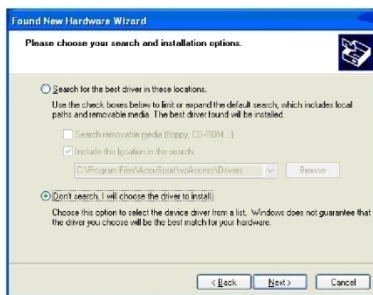 Found New Hardware Wizard
Please choose your search and installation options.
Search for the best driver in these locations.
Use the check boxes below to limit or expand the default search, which includes local
paths and removable media. The best driver found will be installed.
Search removable media (floppy, CD-ROM...)
Include this location in the search:
C:\Program Files\AccuSport\wpAccess\Drivers
Browse
Don't search. I will choose the driver to install.
Choose this option to select the device driver from a list. Windows does not guarantee that
the driver you choose will be the best match for your hardware.
< Back Next > Cancel